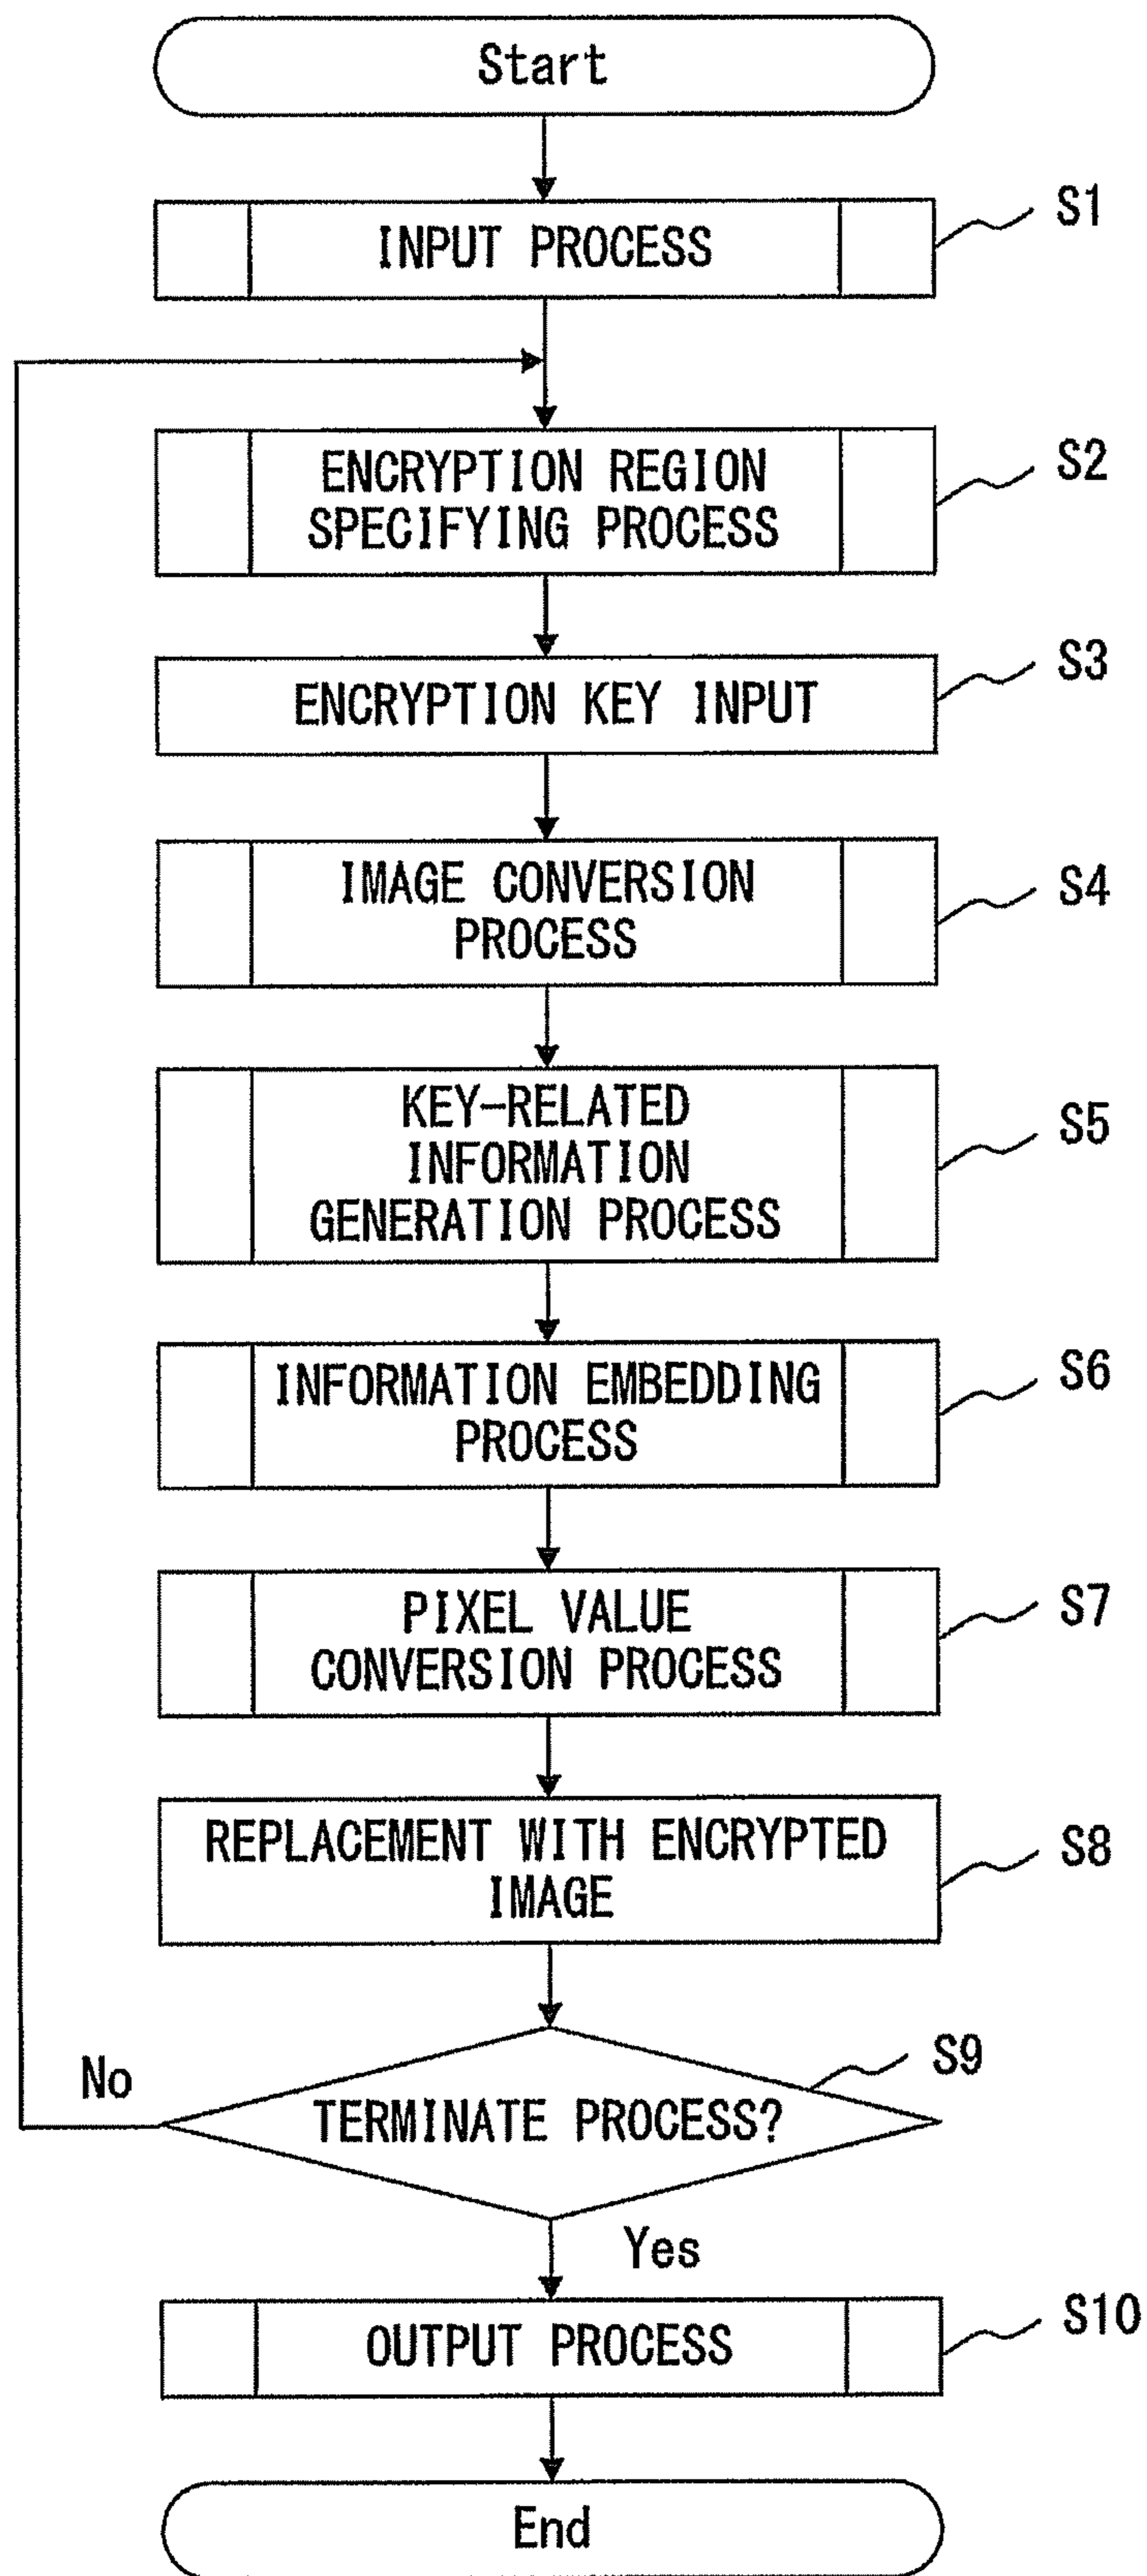 Start
INPUT PROCESS
S1
ENCRYPTION REGION
SPECIFYING PROCESS
S2
ENCRYPTION KEY INPUT
S3
IMAGE CONVERSION
PROCESS
S4
KEY-RELATED
INFORMATION
GENERATION PROCESS
S5
INFORMATION EMBEDDING
PROCESS
S6
PIXEL VALUE
CONVERSION PROCESS
S7
REPLACEMENT WITH ENCRYPTED
IMAGE
S8
TERMINATE PROCESS?
S9
No
Yes
OUTPUT PROCESS
S10
End